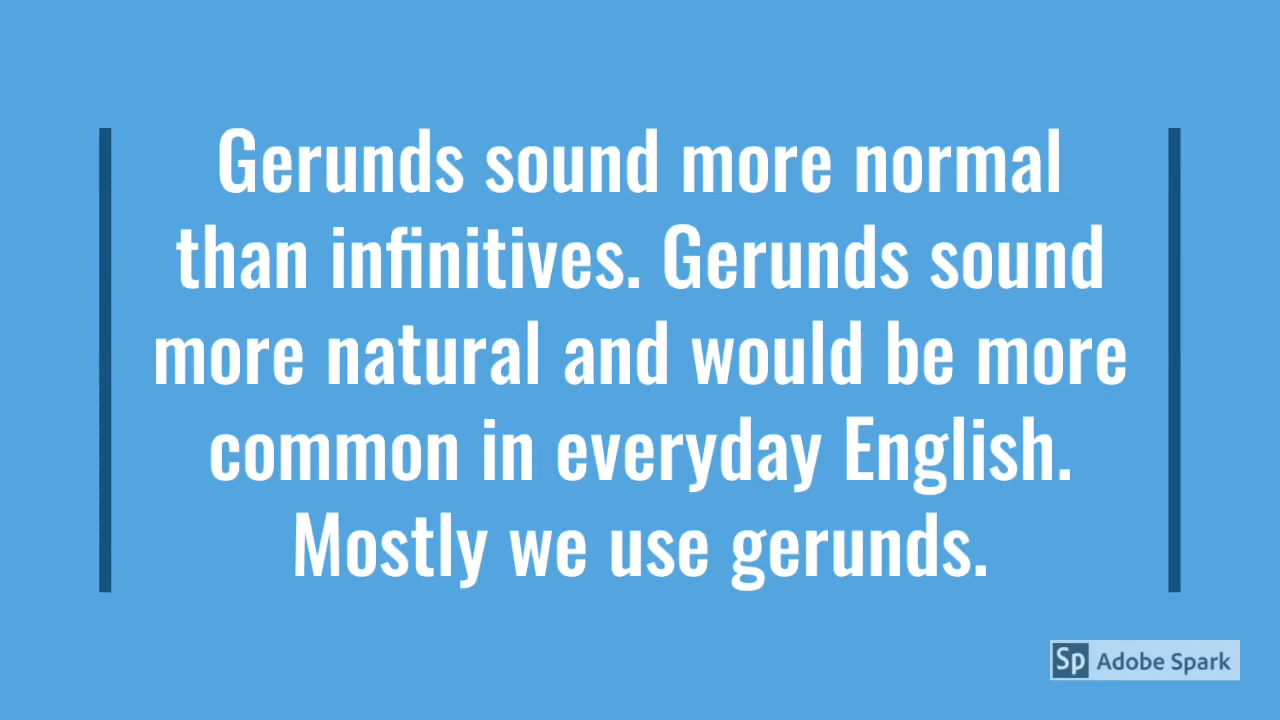 Gerunds sound more normal
than infinitives. Gerunds sound
more natural and would be more
common in everyday English.
Mostly we use gerunds.
Sp Adobe Spark